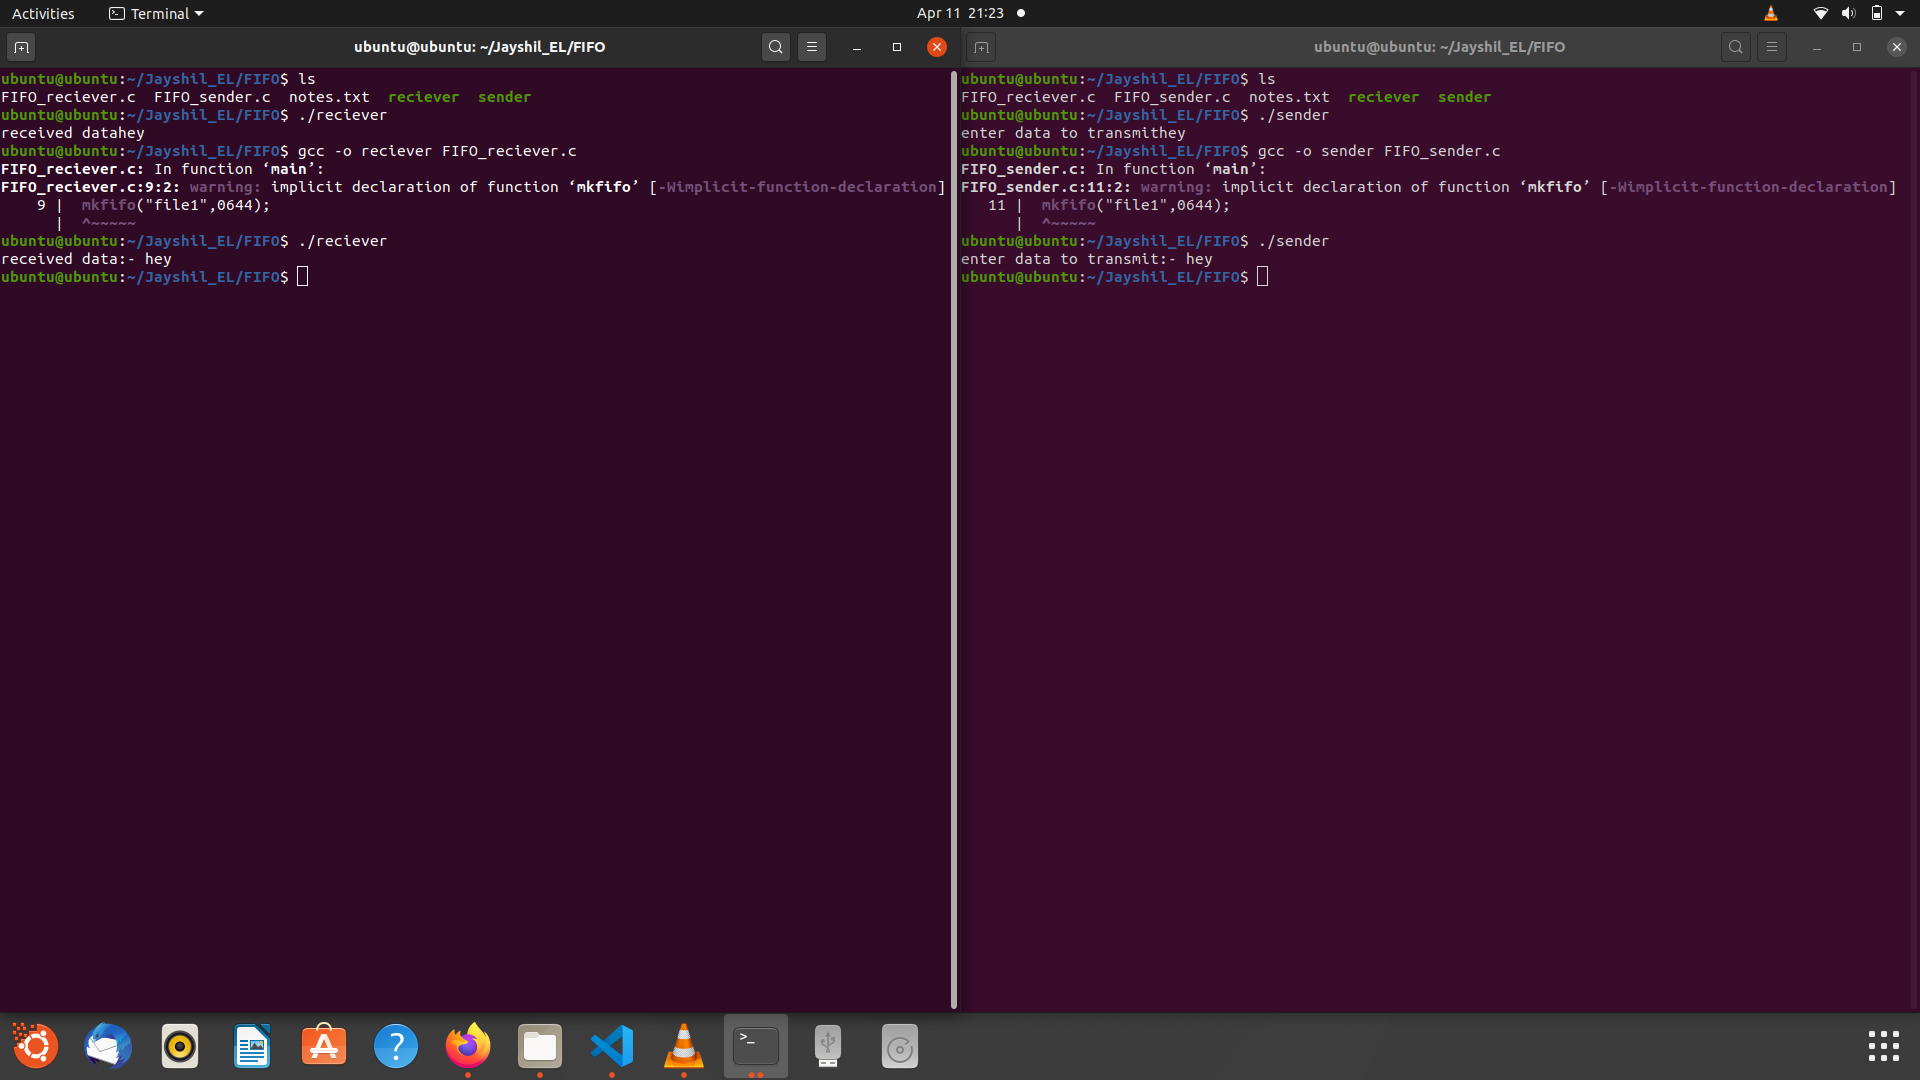 Activities
Terminal
Apr 11 21:23
ubuntu@ubuntu: ~/Jayshil_EL/FIFO
ubuntu@ubuntu:~/Jayshil_EL/FIFO$ ls
FIFO_reciever.c  FIFO_sender.c  notes.txt  reciever  sender
ubuntu@ubuntu:~/Jayshil_EL/FIFO$ ./reciever
received datahey
ubuntu@ubuntu:~/Jayshil_EL/FIFO$ gcc -o reciever FIFO_reciever.c
FIFO_reciever.c: In function ‘main’:
FIFO_reciever.c:9:2: warning: implicit declaration of function ‘mkfifo’ [-Wimplicit-function-declaration]
    9 |  mkfifo("file1",0644);
      |  ^~~~~~
ubuntu@ubuntu:~/Jayshil_EL/FIFO$ ./reciever
received data:- hey
ubuntu@ubuntu:~/Jayshil_EL/FIFO$
ubuntu@ubuntu: ~/Jayshil_EL/FIFO
ubuntu@ubuntu:~/Jayshil_EL/FIFO$ ls
FIFO_reciever.c  FIFO_sender.c  notes.txt  reciever  sender
ubuntu@ubuntu:~/Jayshil_EL/FIFO$ ./sender
enter data to transmithey
ubuntu@ubuntu:~/Jayshil_EL/FIFO$ gcc -o sender FIFO_sender.c
FIFO_sender.c: In function ‘main’:
FIFO_sender.c:11:2: warning: implicit declaration of function ‘mkfifo’ [-Wimplicit-function-declaration]
   11 |  mkfifo("file1",0644);
      |  ^~~~~~
ubuntu@ubuntu:~/Jayshil_EL/FIFO$ ./sender
enter data to transmit:- hey
ubuntu@ubuntu:~/Jayshil_EL/FIFO$